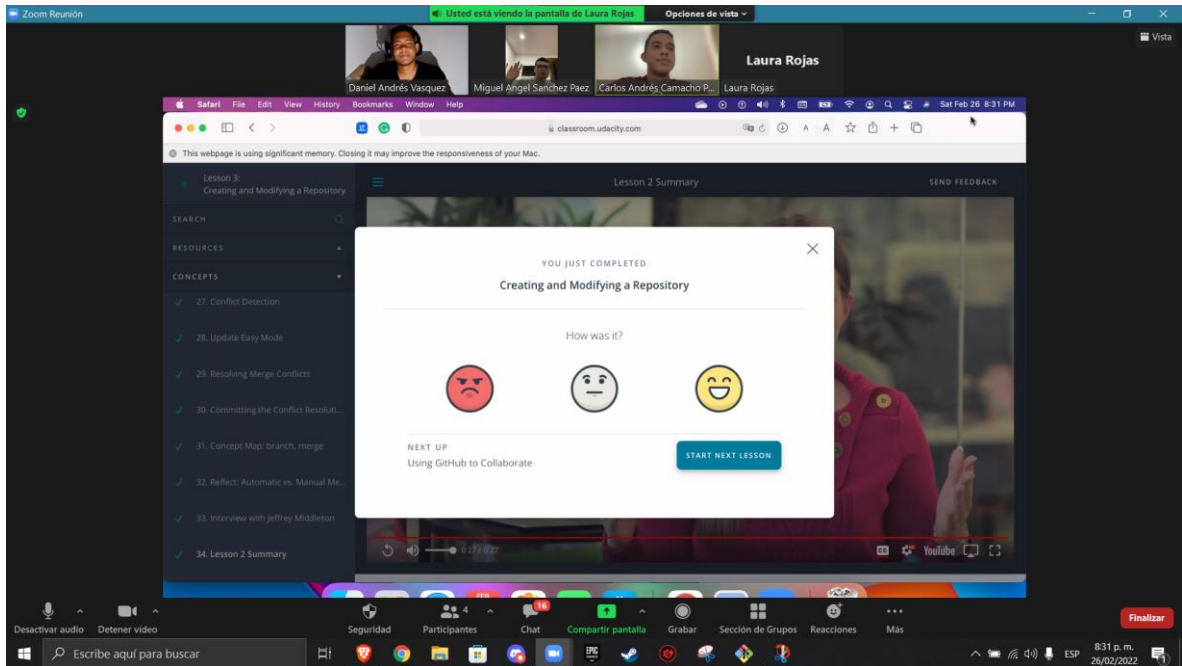 Zoom Reunión
Usted está viendo la pantalla de Laura Rojas
Opciones de vista
Vista
Laura Rojas
Daniel Andrés Vasquez
Miguel Angel Sanchez Paez
Carlos Andrés Camacho P...
Laura Rojas
Safari File Edit View History Bookmarks Window Help
Sat Feb 26 8:31 PM
classroom.udacity.com
A A
This webpage is using significant memory. Closing it may improve the responsiveness of your Mac.
Lesson 3:
Creating and Modifying a Repository
Lesson 2 Summary
SEND FEEDBACK
SEARCH
RESOURCES
CONCEPTS
27. Conflict Detection
28. Update Easy Mode
29. Resolving Merge Conflicts
30. Committing the Conflict Resoluti...
31. Concept Map: branch, merge
32. Reflect: Automatic vs. Manual Me...
33. Interview with Jeffrey Middleton
34. Lesson 2 Summary
YOU JUST COMPLETED
Creating and Modifying a Repository
How was it?
NEXT UP
Using GitHub to Collaborate
START NEXT LESSON
0:27 / 0:27
CC
YouTube
FEB
Desactivar audio
Detener video
Seguridad
4
Participantes
16
Chat
Compartir pantalla
Grabar
Sección de Grupos
Reacciones
Más
Finalizar
Escribe aquí para buscar
EPIC
ESP
8:31 p. m.
26/02/2022
1